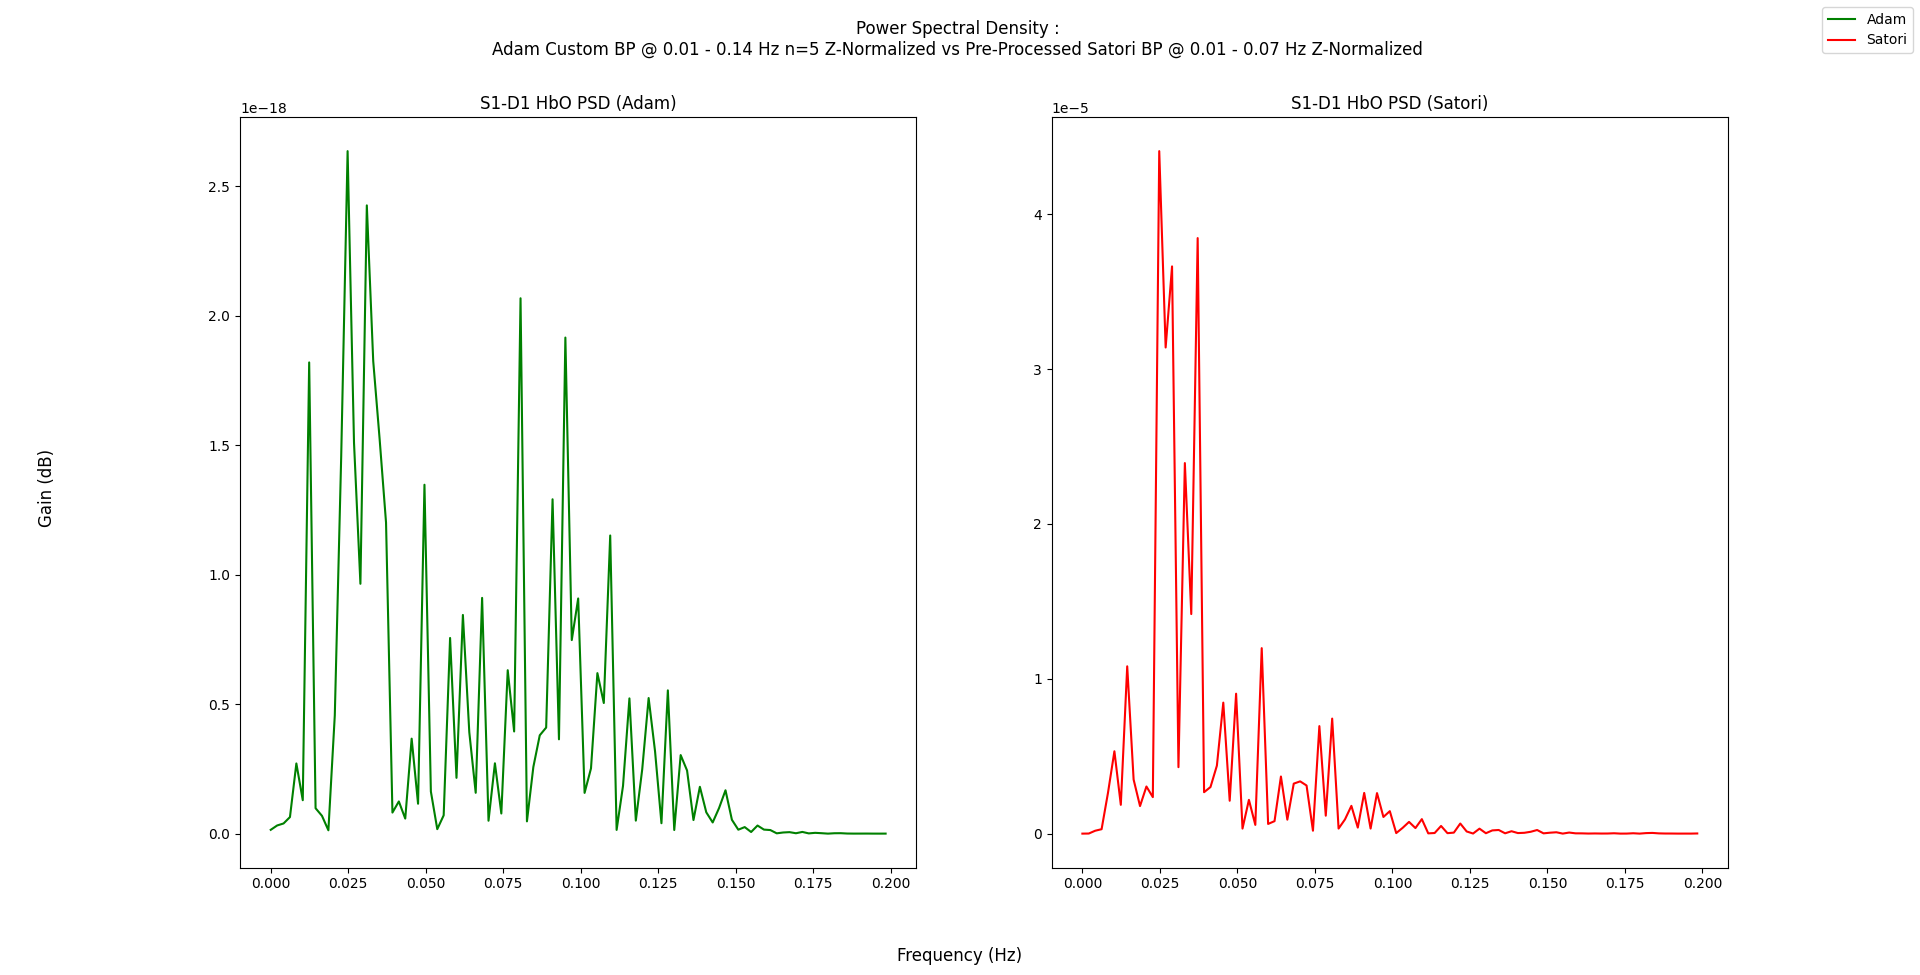 Power Spectral Density :
Adam Custom BP @ 0.01 - 0.14 Hz n=5 Z-Normalized vs Pre-Processed Satori BP @ 0.01 - 0.07 Hz Z-Normalized
Adam
Satori
S1-D1 HbO PSD (Adam)
1e−18
2.5
2.0
1.5
1.0
0.5
0.0
0.000 0.025 0.050 0.075 0.100 0.125 0.150 0.175 0.200
S1-D1 HbO PSD (Satori)
1e−5
4
3
2
1
0
0.000 0.025 0.050 0.075 0.100 0.125 0.150 0.175 0.200
Gain (dB)
Frequency (Hz)